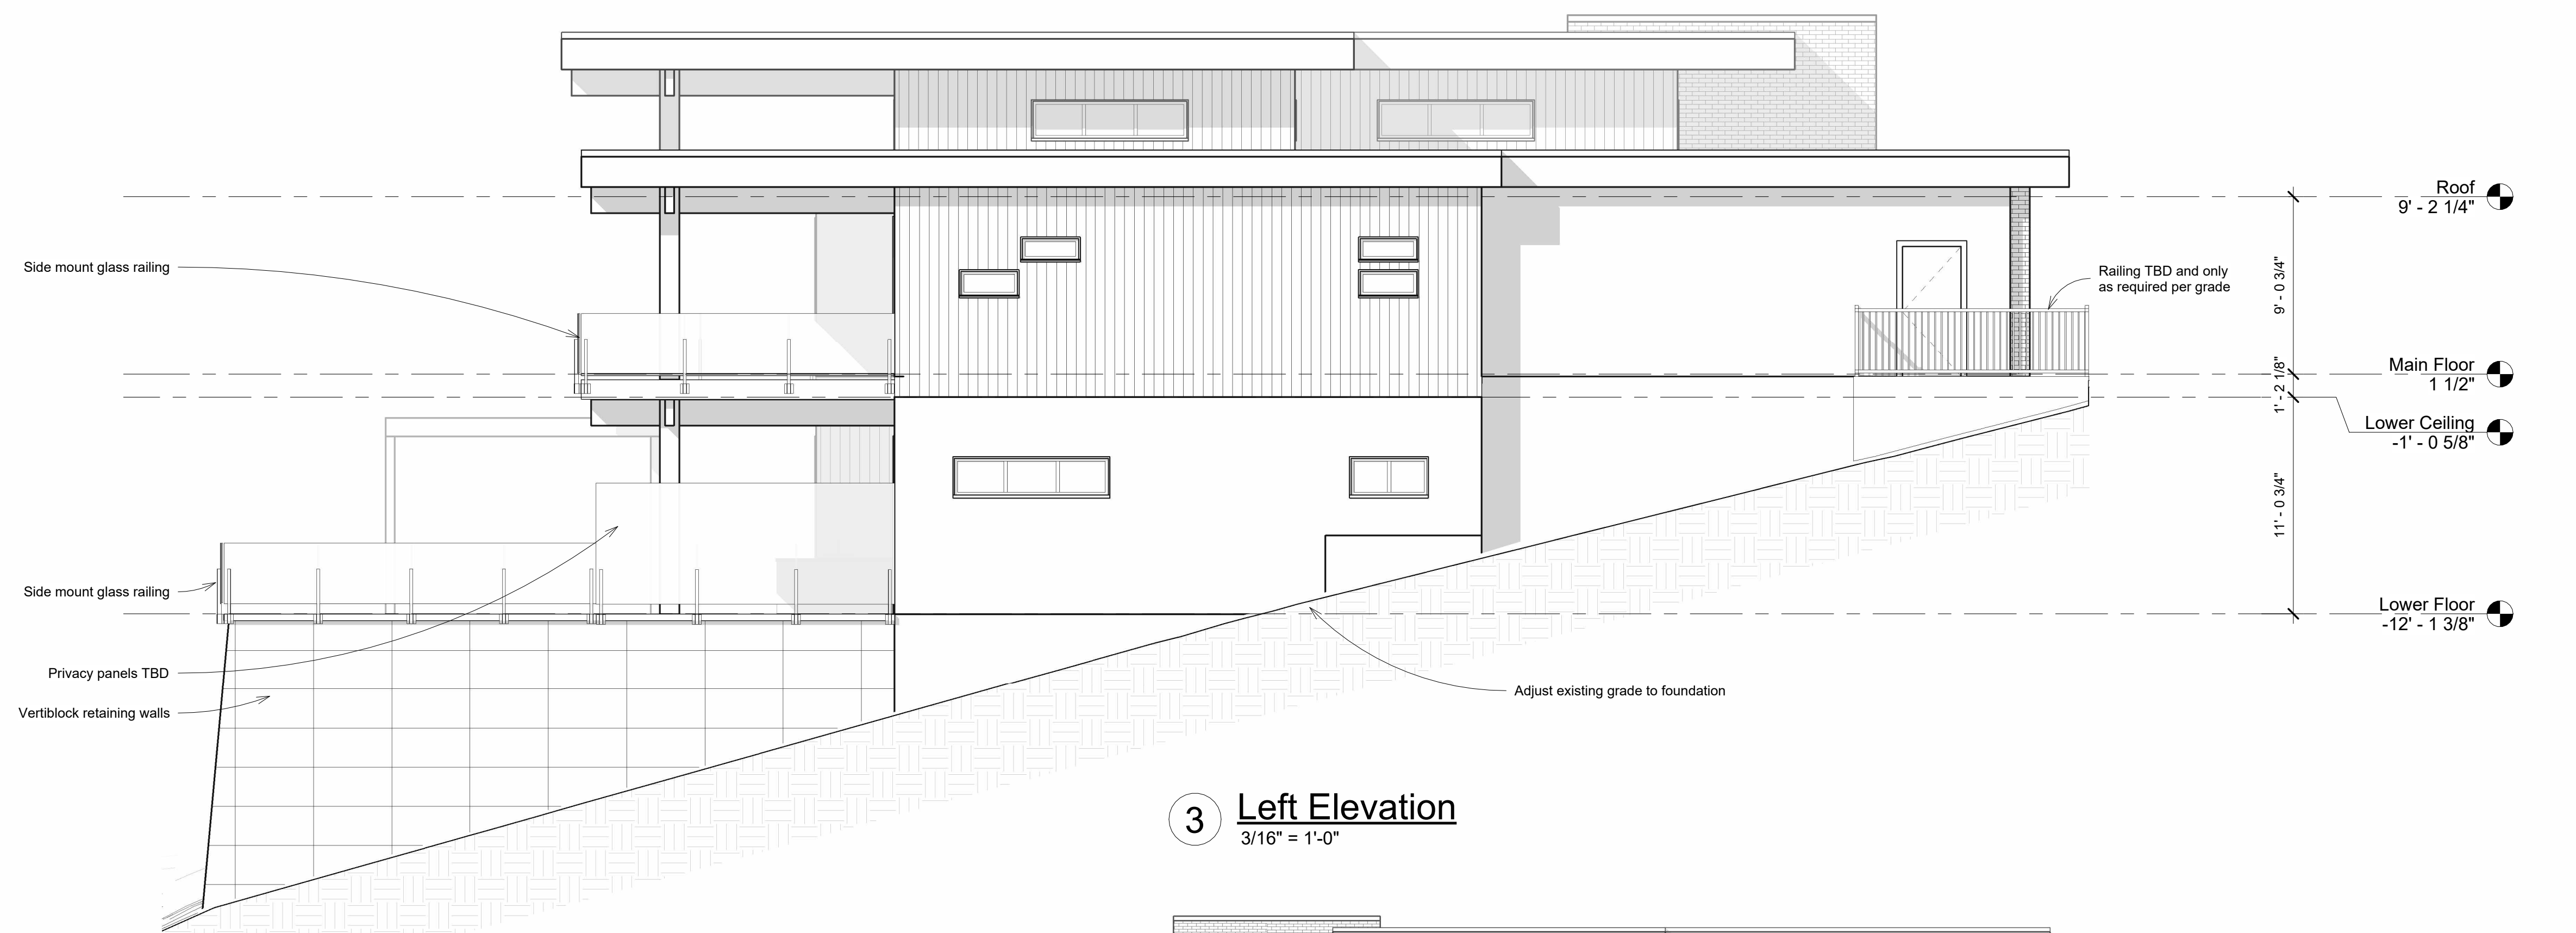 Roof
9' - 2 1/4"
Side mount glass railing
Railing TBD and only
as required per grade
9' - 0 3/4"
Main Floor
1 1/2"
1' - 2 1/8"
Lower Ceiling
-1' - 0 5/8"
11' - 0 3/4"
Side mount glass railing
Lower Floor
-12' - 1 3/8"
Privacy panels TBD
Vertiblock retaining walls
Adjust existing grade to foundation
3 Left Elevation
3/16" = 1'-0"